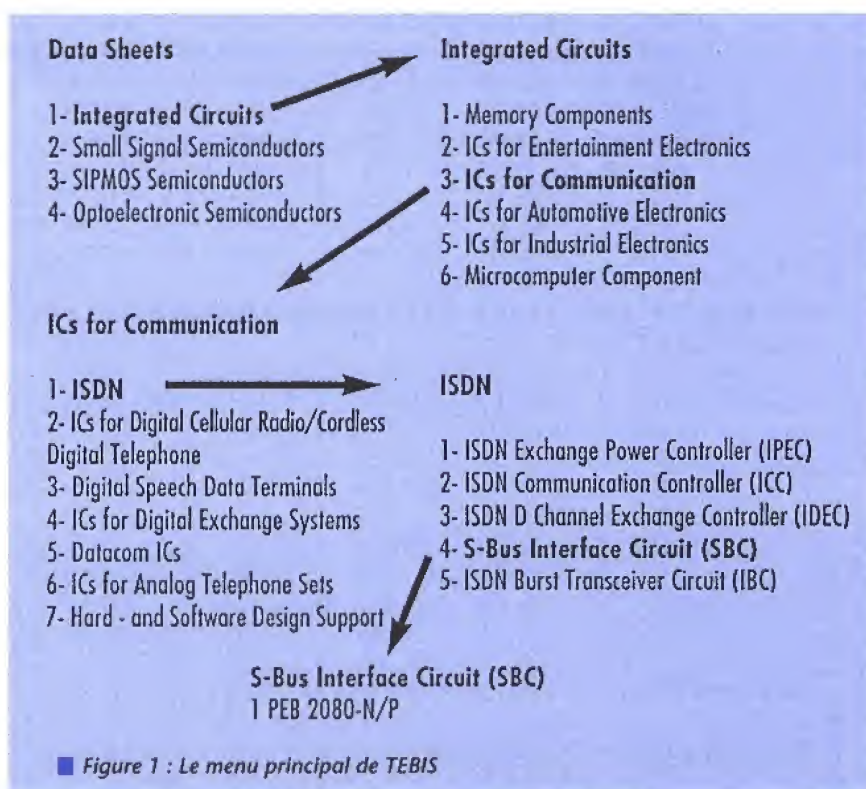 Data Sheets
1- Integrated Circuits
2- Small Signal Semiconductors
3- SIPMOS Semiconductors
4- Optoelectronic Semiconductors
Integrated Circuits
1- Memory Components
2- ICs for Entertainment Electronics
3- ICs for Communication
4- ICs for Automotive Electronics
5- ICs for Industrial Electronics
6- Microcomputer Component
ICs for Communication
1- ISDN
2- ICs for Digital Cellular Radio/Cordless
Digital Telephone
3- Digital Speech Data Terminals
4- ICs for Digital Exchange Systems
5- Datacom ICs
6- ICs for Analog Telephone Sets
7- Hard - and Software Design Support
ISDN
1- ISDN Exchange Power Controller (IPEC)
2- ISDN Communication Controller (ICC)
3- ISDN D Channel Exchange Controller (IDEC)
4- S-Bus Interface Circuit (SBC)
5- ISDN Burst Transceiver Circuit (IBC)
S-Bus Interface Circuit (SBC)
1 PEB 2080-N/P
Figure 1 : Le menu principal de TEBIS